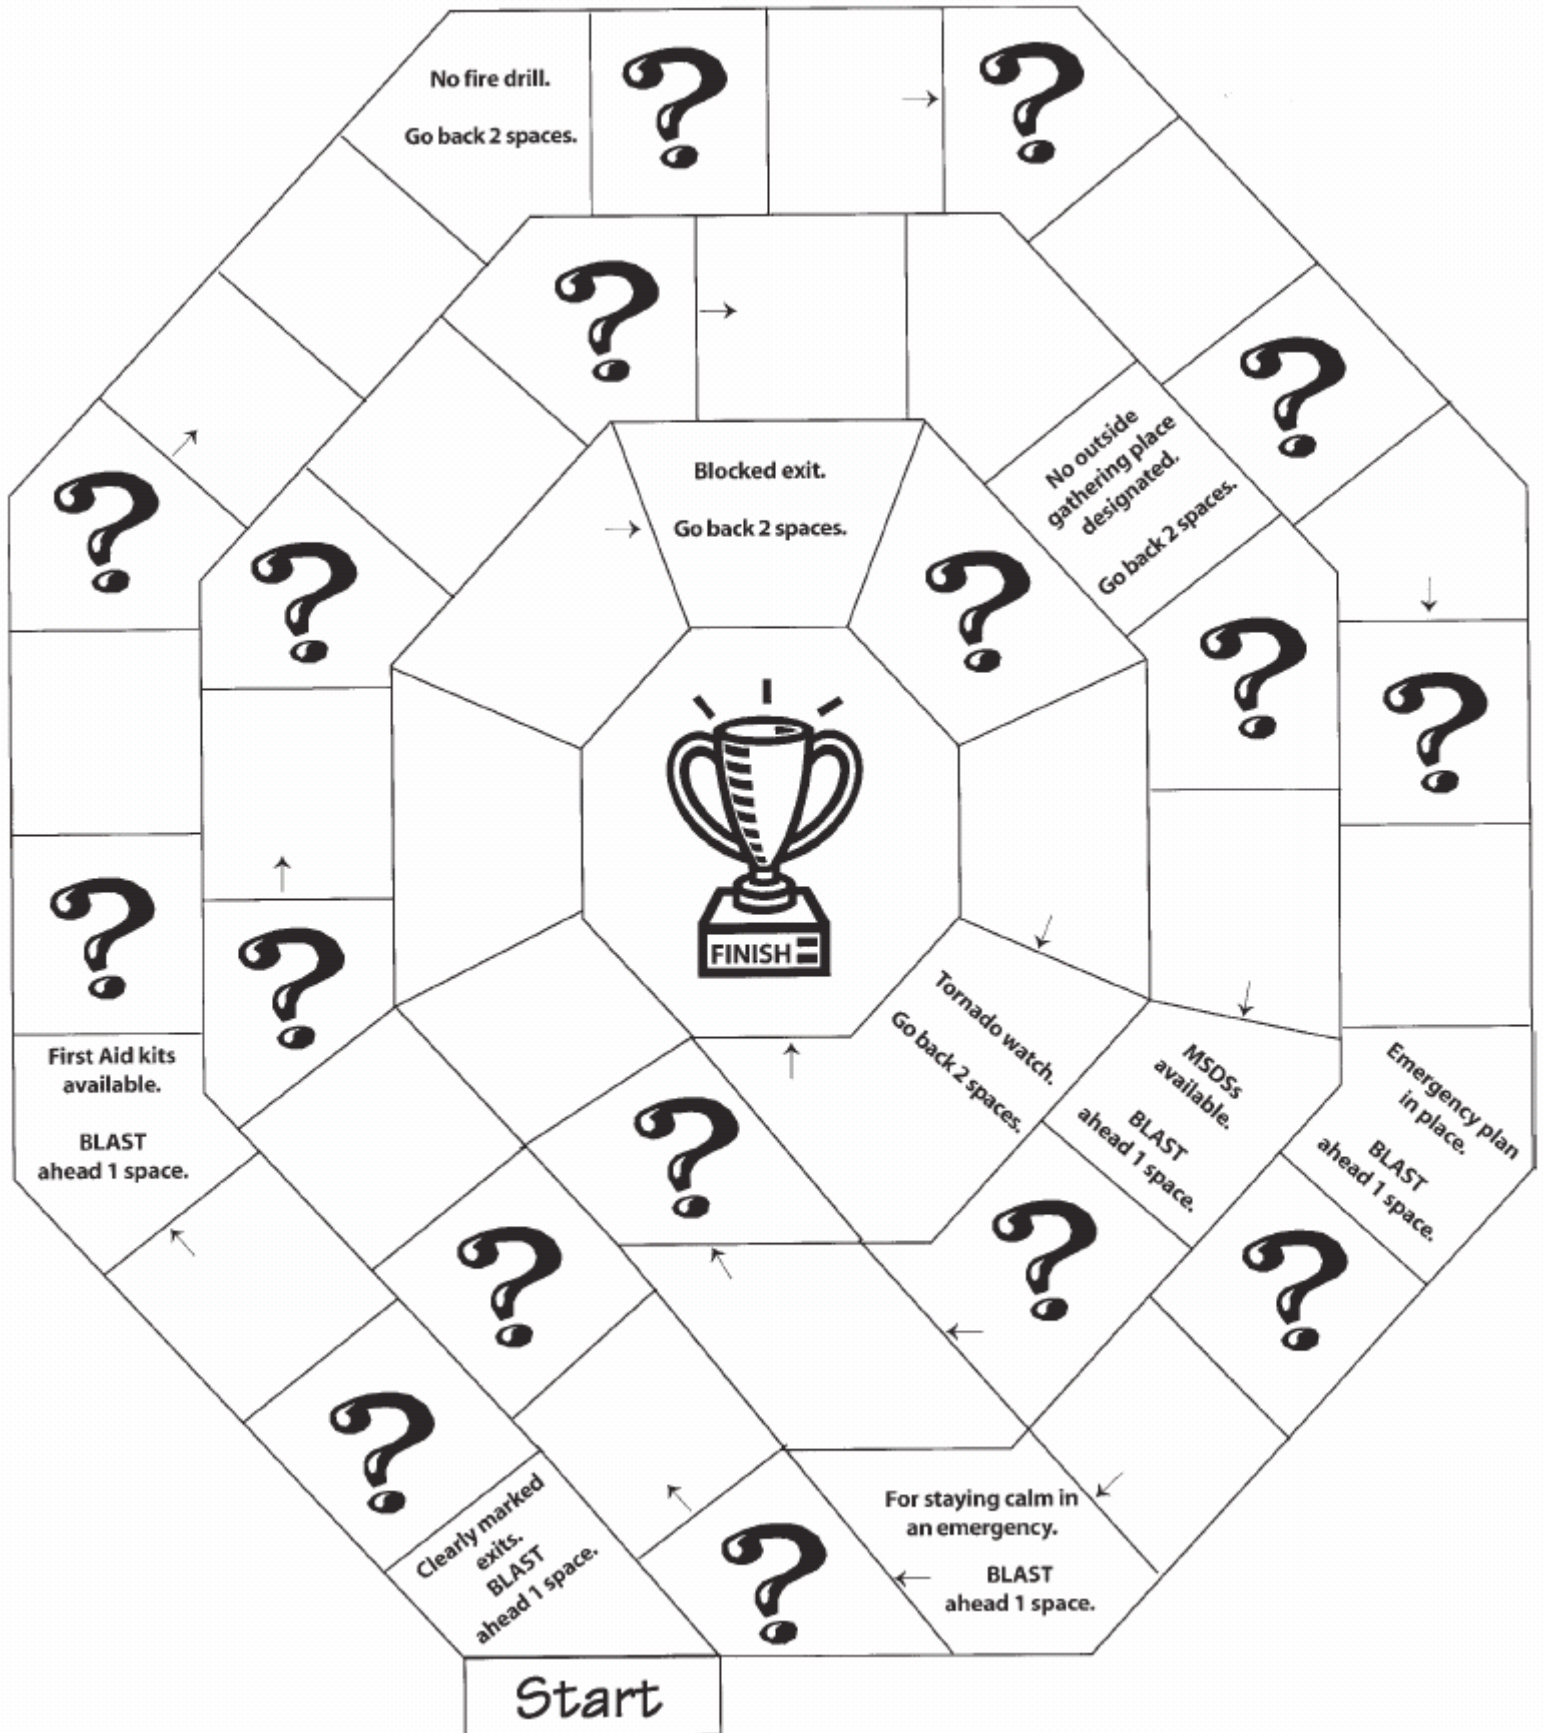 No fire drill.
Go back 2 spaces.
Blocked exit.
Go back 2 spaces.
No outside
gathering place
designated.
Go back 2 spaces.
FINISH
Tornado watch.
Go back 2 spaces.
MSDSs
available.
BLAST
ahead 1 space.
Emergency plan
in place.
BLAST
ahead 1 space.
First Aid kits
available.
BLAST
ahead 1 space.
Clearly marked
exits.
BLAST
ahead 1 space.
For staying calm in
an emergency.
BLAST
ahead 1 space.
Start